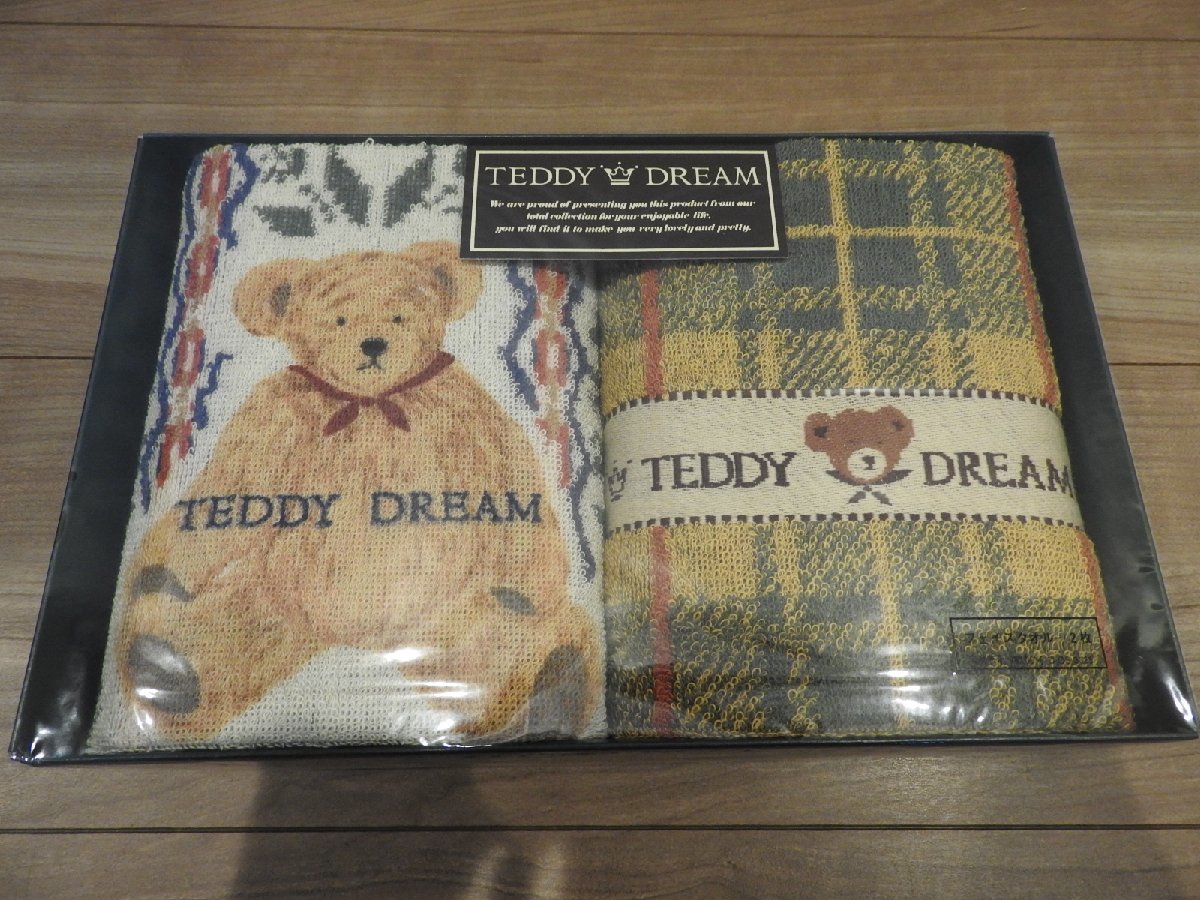 TEDDY DREAM
We are proud of presenting you this product from our
total collection for your enjoyable life.
you will find it to make you very lovely and pretty.
TEDDY DREAM
TEDDY DREAM
フェイスタオル 2枚